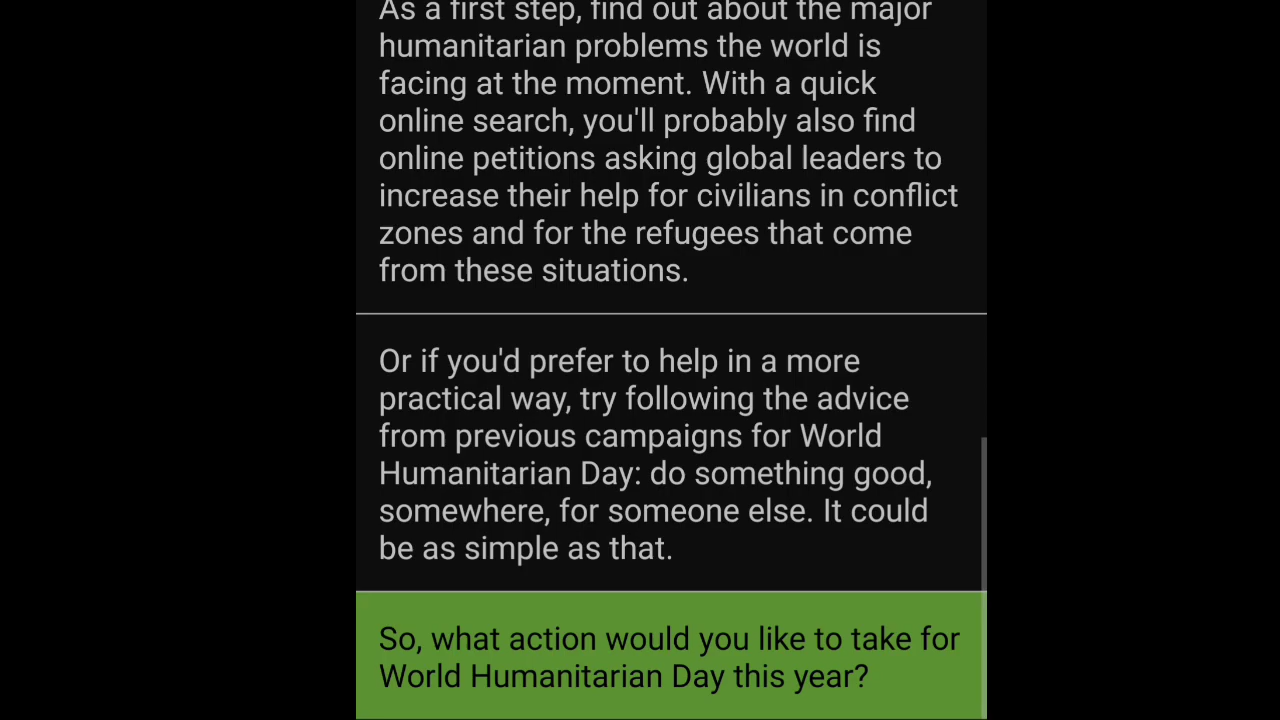 As a first step, find out about the major
humanitarian problems the world is
facing at the moment. With a quick
online search, you'll probably also find
online petitions asking global leaders to
increase their help for civilians in conflict
zones and for the refugees that come
from these situations.
Or if you'd prefer to help in a more
practical way, try following the advice
from previous campaigns for World
Humanitarian Day: do something good,
somewhere, for someone else. It could
be as simple as that.
So, what action would you like to take for
World Humanitarian Day this year?